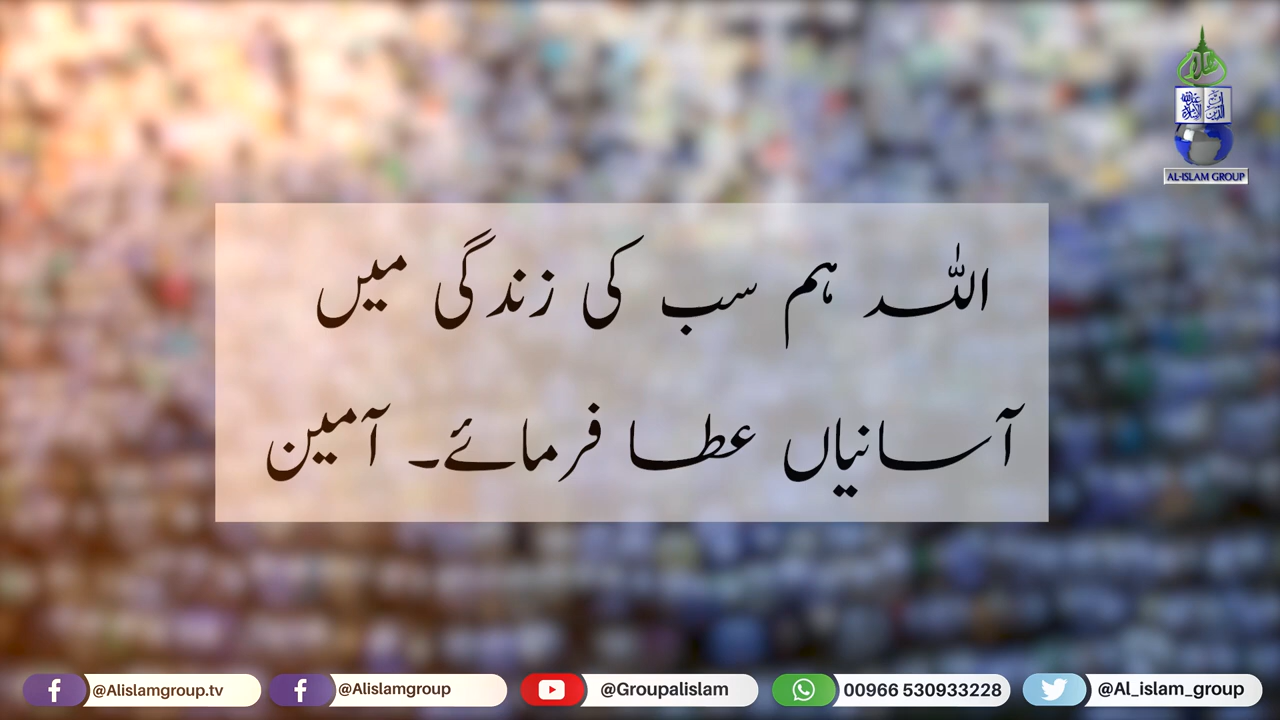 اللہ ہم سب کی زندگی میں
آسانیاں عطا فرمائے۔ آمین
AL-ISLAM GROUP
@Alislamgroup.tv
@Alislamgroup
@Groupalislam
00966 530933228
@Al_islam_group